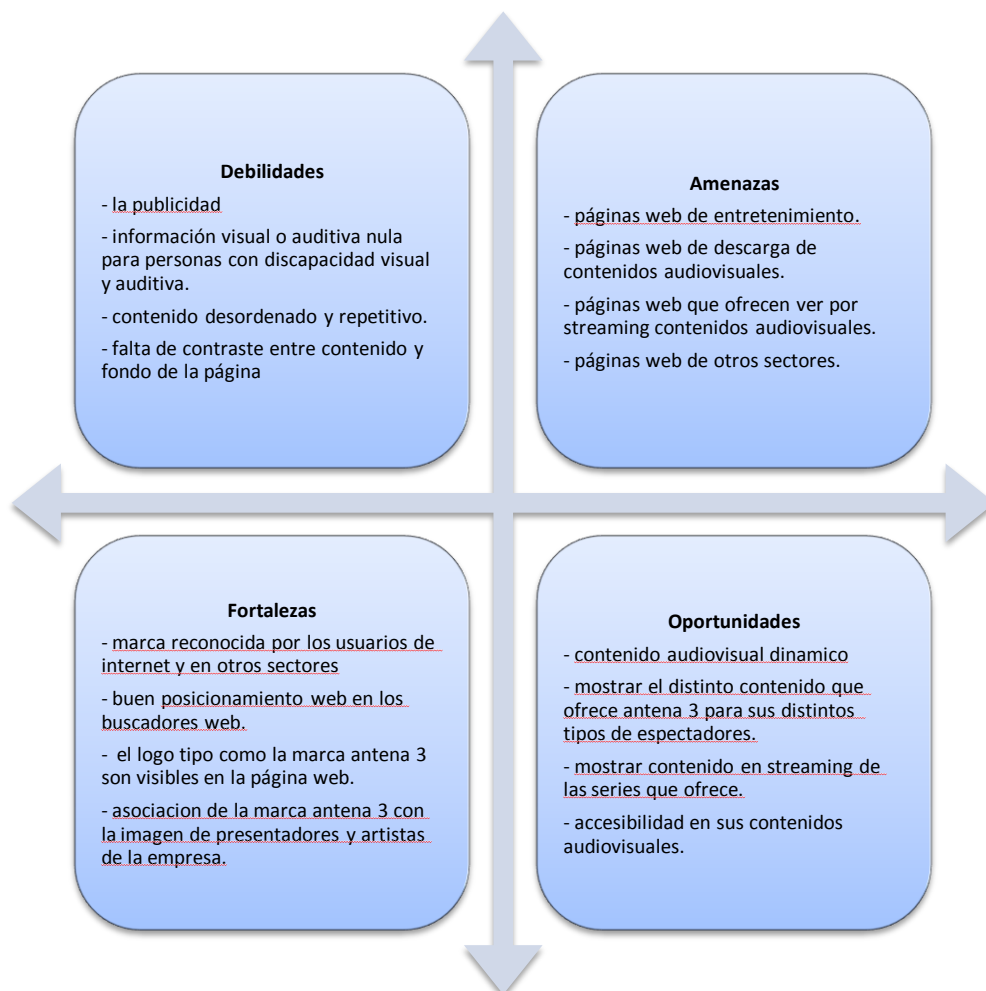 Debilidades
- la publicidad
- información visual o auditiva nula
para personas con discapacidad visual
y auditiva.
- contenido desordenado y repetitivo.
- falta de contraste entre contenido y
fondo de la página
Amenazas
- páginas web de entretenimiento.
- páginas web de descarga de
contenidos audiovisuales.
- páginas web que ofrecen ver por
streaming contenidos audiovisuales.
- páginas web de otros sectores.
Fortalezas
- marca reconocida por los usuarios de
internet y en otros sectores
- buen posicionamiento web en los
buscadores web.
- el logo tipo como la marca antena 3
son visibles en la página web.
- asociacion de la marca antena 3 con
la imagen de presentadores y artistas
de la empresa.
Oportunidades
- contenido audiovisual dinamico
- mostrar el distinto contenido que
ofrece antena 3 para sus distintos
tipos de espectadores.
- mostrar contenido en streaming de
las series que ofrece.
- accesibilidad en sus contenidos
audiovisuales.